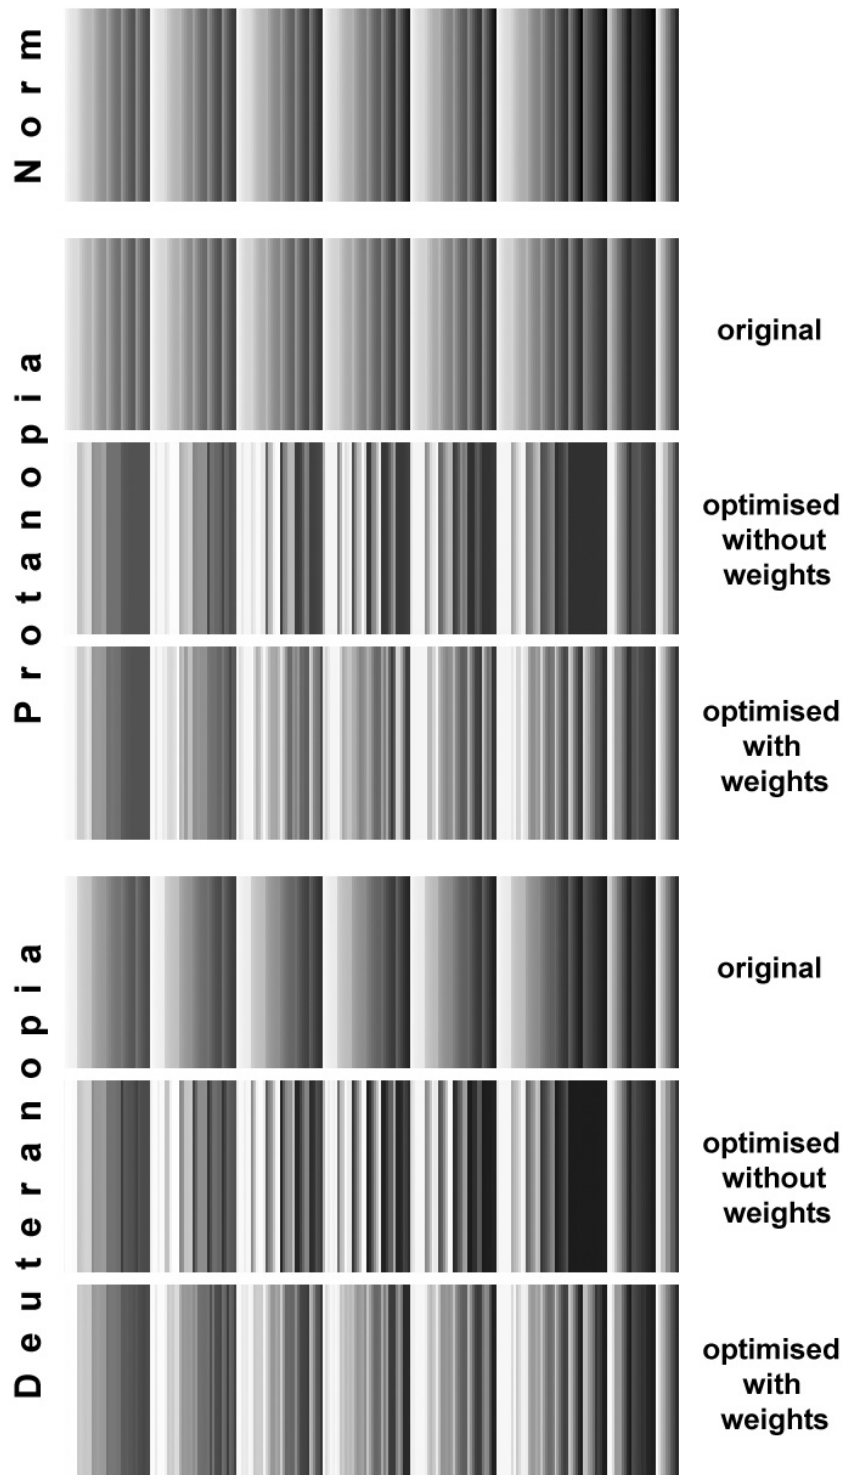 Norm
Protanopia
original
optimised
without
weights
optimised
with
weights
Deuteranopia
original
optimised
without
weights
optimised
with
weights